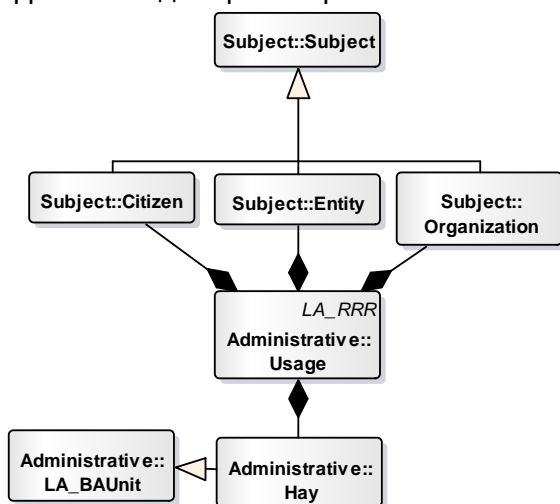 Subject::Subject
Subject::Citizen
Subject::Entity
Subject::
Organization
LA_RRR
Administrative::
Usage
Administrative::
LA_BAUnit
Administrative::
Hay